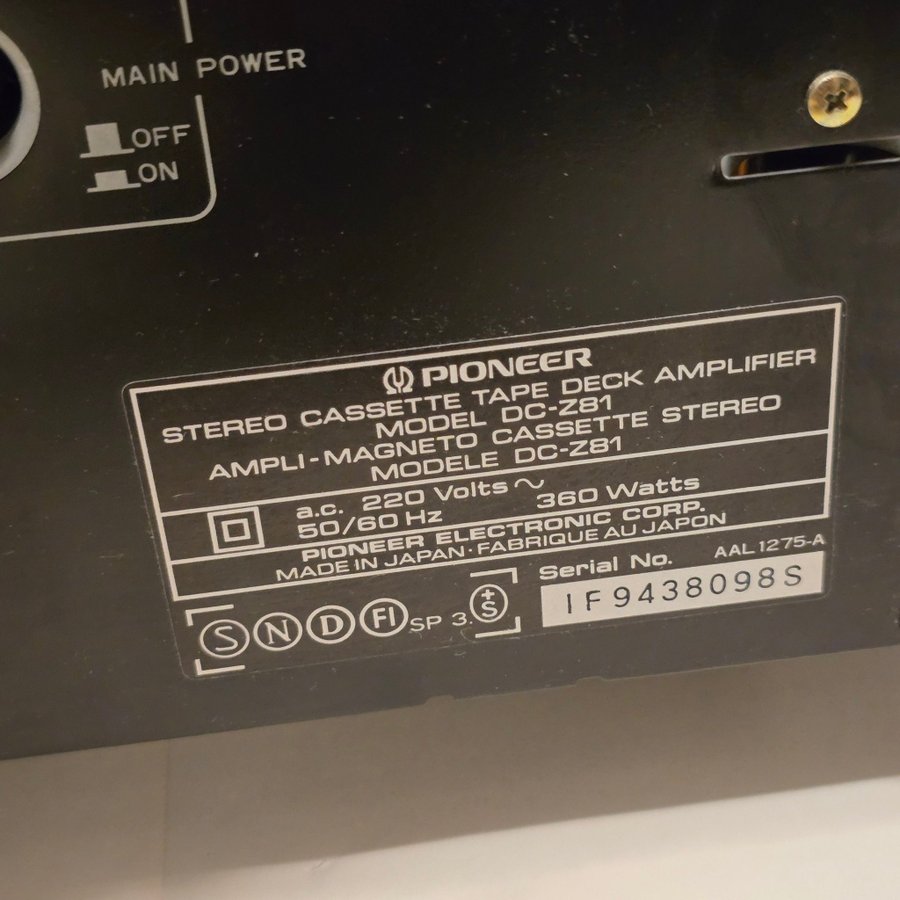 MAIN POWER
OFF
ON
PIONEER
STEREO CASSETTE TAPE DECK AMPLIFIER
MODEL DC-Z81
AMPLI-MAGNETO CASSETTE STEREO
MODELE DC-Z81
a.c. 220 Volts ~ 360 Watts
50/60 Hz
PIONEER ELECTRONIC CORP.
MADE IN JAPAN·FABRIQUE AU JAPON
Serial No. AAL1275-A
IF9438098S
S N D FI SP 3. +S